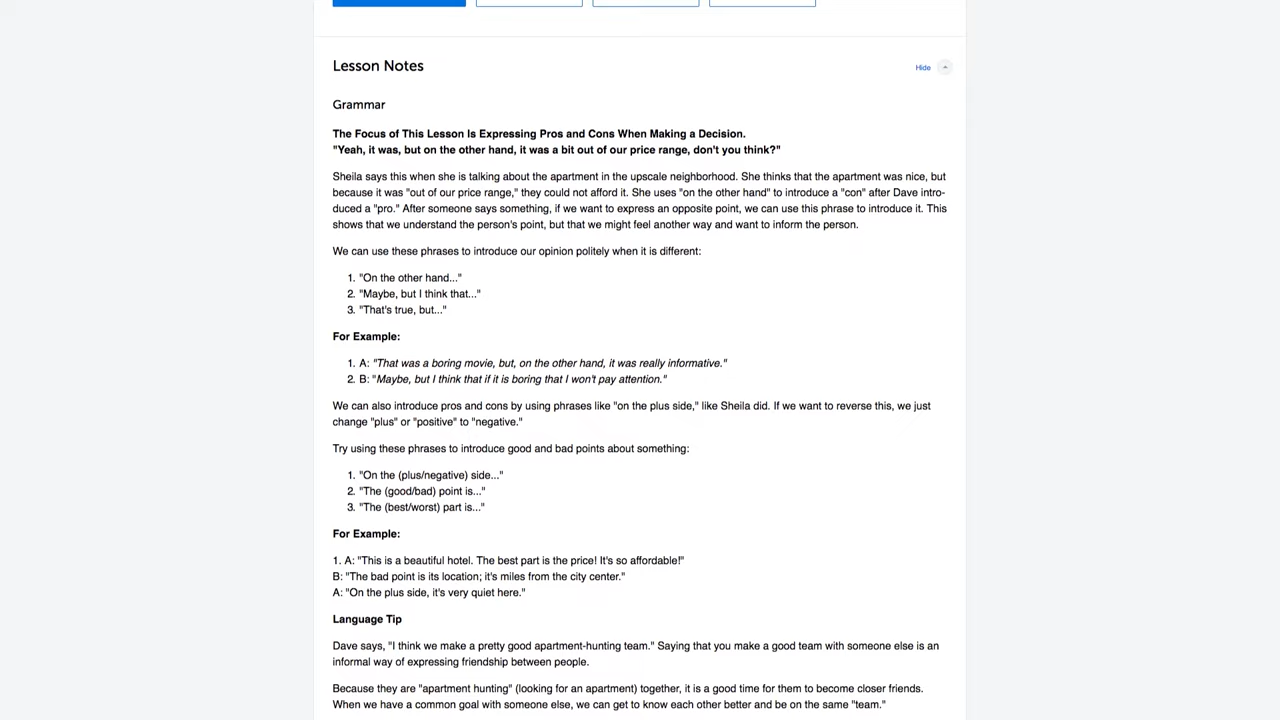 Lesson Notes
Hide
Grammar
The Focus of This Lesson Is Expressing Pros and Cons When Making a Decision.
"Yeah, it was, but on the other hand, it was a bit out of our price range, don't you think?"
Sheila says this when she is talking about the apartment in the upscale neighborhood. She thinks that the apartment was nice, but
because it was "out of our price range," they could not afford it. She uses "on the other hand" to introduce a "con" after Dave intro-
duced a "pro." After someone says something, if we want to express an opposite point, we can use this phrase to introduce it. This
shows that we understand the person's point, but that we might feel another way and want to inform the person.
We can use these phrases to introduce our opinion politely when it is different:
1. "On the other hand..."
2. "Maybe, but I think that..."
3. "That's true, but..."
For Example:
1. A: "That was a boring movie, but, on the other hand, it was really informative."
2. B: "Maybe, but I think that if it is boring that I won't pay attention."
We can also introduce pros and cons by using phrases like "on the plus side," like Sheila did. If we want to reverse this, we just
change "plus" or "positive" to "negative."
Try using these phrases to introduce good and bad points about something:
1. "On the (plus/negative) side..."
2. "The (good/bad) point is..."
3. "The (best/worst) part is..."
For Example:
1. A: "This is a beautiful hotel. The best part is the price! It's so affordable!"
B: "The bad point is its location; it's miles from the city center."
A: "On the plus side, it's very quiet here."
Language Tip
Dave says, "I think we make a pretty good apartment-hunting team." Saying that you make a good team with someone else is an
informal way of expressing friendship between people.
Because they are "apartment hunting" (looking for an apartment) together, it is a good time for them to become closer friends.
When we have a common goal with someone else, we can get to know each other better and be on the same "team."